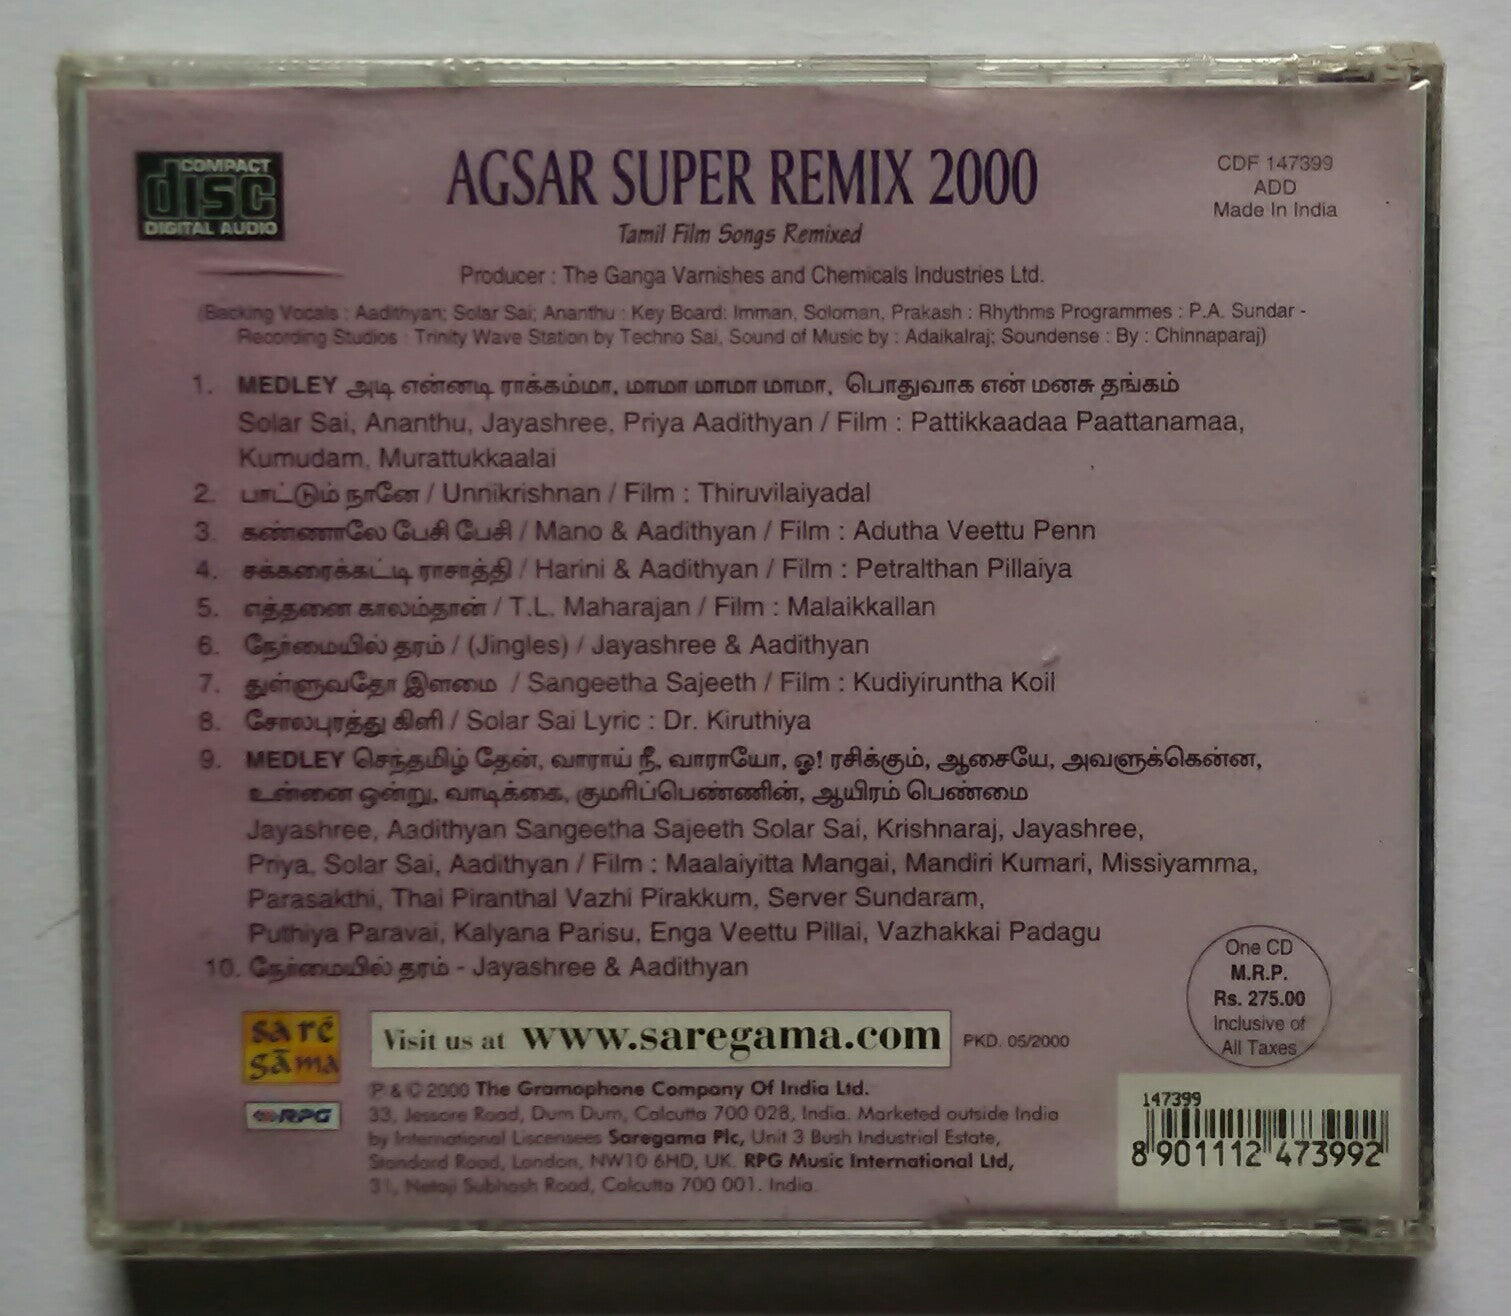 COMPACT
disc
DIGITAL AUDIO
AGSAR SUPER REMIX 2000
Tamil Film Songs Remixed
CDF 147399
ADD
Made In India
Producer : The Ganga Varnishes and Chemicals Industries Ltd.
(Backing Vocals : Aadithyan; Solar Sai; Ananthu : Key Board: Imman, Soloman, Prakash : Rhythms Programmes : P.A. Sundar -
Recording Studios : Trinity Wave Station by Techno Sai, Sound of Music by : Adaikalraj; Soundense : By : Chinnaparaj)
1. MEDLEY அடி என்னடி ராக்கம்மா, மாமா மாமா மாமா, பொதுவாக என் மனசு தங்கம்
Solar Sai, Ananthu, Jayashree, Priya Aadithyan / Film : Pattikkaadaa Paattanamaa,
Kumudam, Murattukkaalai
2. பாட்டும் நானே / Unnikrishnan / Film : Thiruvilaiyadal
3. கண்ணாலே பேசி பேசி / Mano & Aadithyan / Film : Adutha Veettu Penn
4. சக்கரைக்கட்டி ராசாத்தி / Harini & Aadithyan / Film : Petralthan Pillaiya
5. எத்தனை காலம்தான் / T.L. Maharajan / Film : Malaikkallan
6. நேர்மையில் தரம் / (Jingles) / Jayashree & Aadithyan
7. துள்ளுவதோ இளமை / Sangeetha Sajeeth / Film : Kudiyiruntha Koil
8. சோலபுரத்து கிளி / Solar Sai Lyric : Dr. Kiruthiya
9. MEDLEY செந்தமிழ் தேன், வாராய் நீ, வாராயோ, ஓ! ரசிக்கும், ஆசையே, அவளுக்கென்ன,
உன்னை ஒன்று, வாடிக்கை, குமரிப்பெண்ணின், ஆயிரம் பெண்மை
Jayashree, Aadithyan Sangeetha Sajeeth Solar Sai, Krishnaraj, Jayashree,
Priya, Solar Sai, Aadithyan / Film : Maalaiyitta Mangai, Mandiri Kumari, Missiyamma,
Parasakthi, Thai Piranthal Vazhi Pirakkum, Server Sundaram,
Puthiya Paravai, Kalyana Parisu, Enga Veettu Pillai, Vazhakkai Padagu
10. நேர்மையில் தரம் - Jayashree & Aadithyan
One CD
M.R.P.
Rs. 275.00
Inclusive of
All Taxes
sa re
gā ma
RPG
Visit us at www.saregama.com
PKD. 05/2000
P & C 2000 The Gramophone Company Of India Ltd.
33, Jessore Road, Dum Dum, Calcutta 700 028, India. Marketed outside India
by International Liscensees Saregama Plc, Unit 3 Bush Industrial Estate,
Standard Road, London, NW10 6HD, UK. RPG Music International Ltd,
31, Netaji Subhash Road, Calcutta 700 001. India.
147399
8 901112 473992